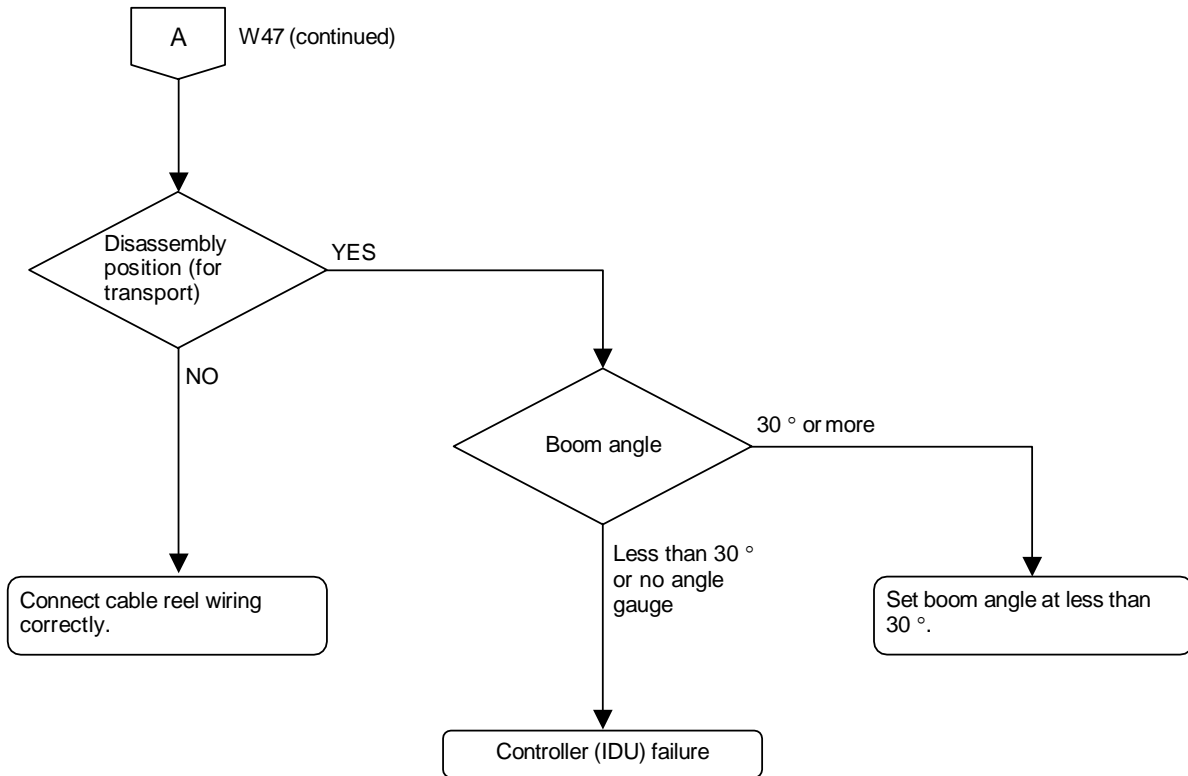 A
W47 (continued)
Disassembly
position (for
transport)
YES
NO
Boom angle
30 ° or more
Less than 30 °
or no angle
gauge
Connect cable reel wiring
correctly.
Set boom angle at less than
30 °.
Controller (IDU) failure